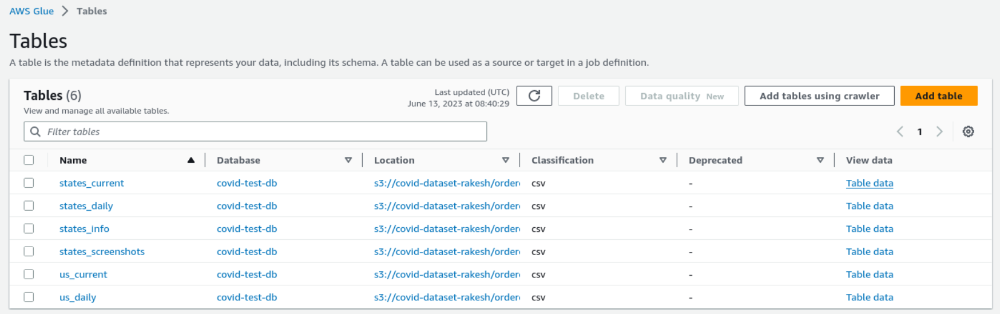 AWS Glue > Tables
Tables
A table is the metadata definition that represents your data, including its schema. A table can be used as a source or target in a job definition.
Tables (6)
View and manage all available tables.
Last updated (UTC)
June 13, 2023 at 08:40:29
Delete
Data quality New
Add tables using crawler
Add table
Filter tables
1
Name Database Location Classification Deprecated View data
states_current covid-test-db s3://covid-dataset-rakesh/order csv - Table data
states_daily covid-test-db s3://covid-dataset-rakesh/order csv - Table data
states_info covid-test-db s3://covid-dataset-rakesh/order csv - Table data
states_screenshots covid-test-db s3://covid-dataset-rakesh/order csv - Table data
us_current covid-test-db s3://covid-dataset-rakesh/order csv - Table data
us_daily covid-test-db s3://covid-dataset-rakesh/order csv - Table data